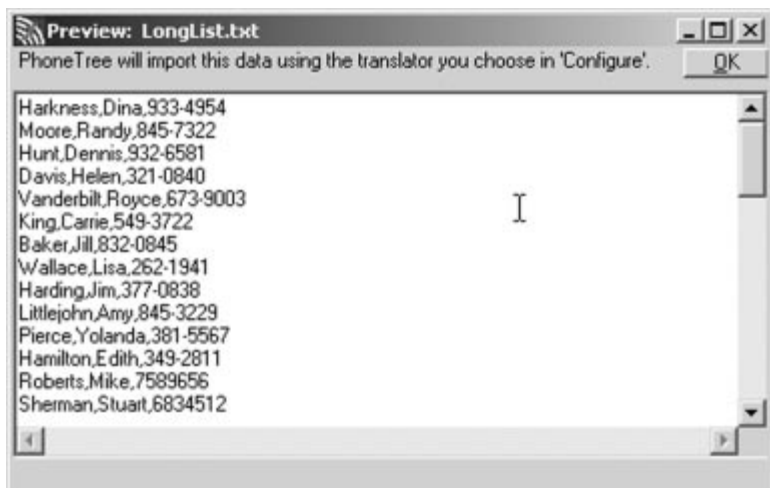 Preview: LongList.txt
PhoneTree will import this data using the translator you choose in 'Configure'.
OK
Harkness,Dina,933-4954
Moore,Randy,845-7322
Hunt,Dennis,932-6581
Davis,Helen,321-0840
Vanderbilt,Royce,673-9003
King,Carrie,549-3722
Baker,Jill,832-0845
Wallace,Lisa,262-1941
Harding,Jim,377-0838
Littlejohn,Amy,845-3229
Pierce,Yolanda,381-5567
Hamilton,Edith,349-2811
Roberts,Mike,7589656
Sherman,Stuart,6834512